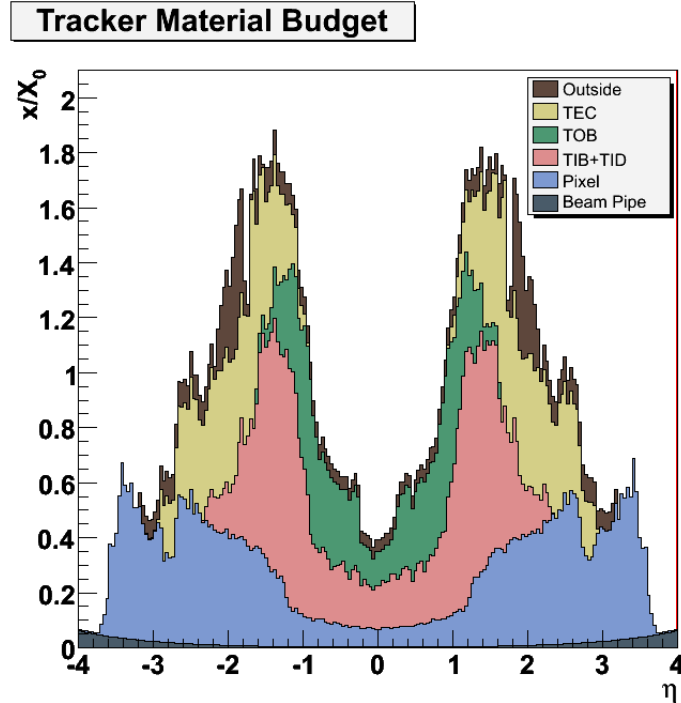 Tracker Material Budget
x/X0
2
1.8
1.6
1.4
1.2
1
0.8
0.6
0.4
0.2
0
Outside
TEC
TOB
TIB+TID
Pixel
Beam Pipe
-4 -3 -2 -1 0 1 2 3 4
η